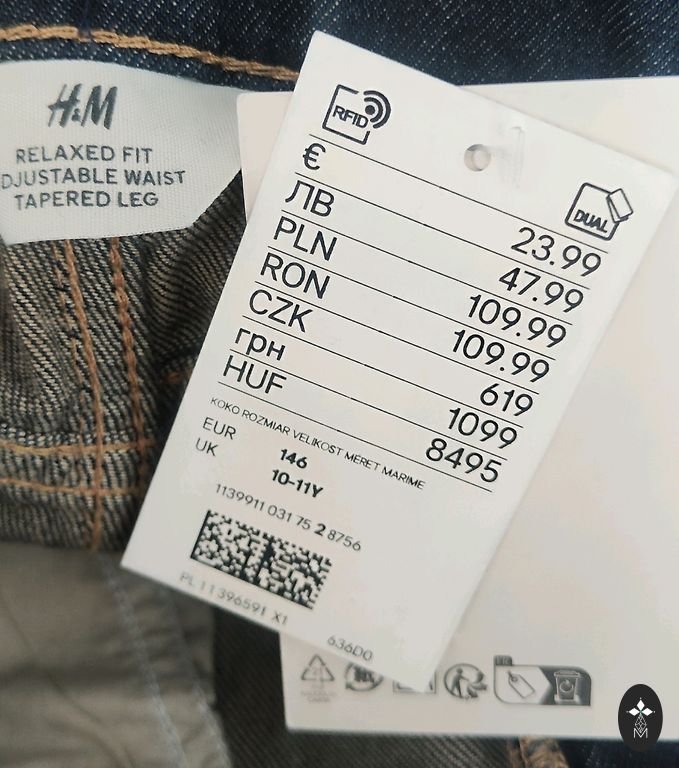 H&M
RELAXED FIT
DJUSTABLE WAIST
TAPERED LEG
RFID
DUAL
€ 23.99
ЛВ 47.99
PLN 109.99
RON 109.99
CZK 619
грн 1099
HUF 8495
KOKO ROZMIAR VELIKOST MERET MARIME
EUR 146
UK 10-11Y
1139911 031 75 2 8756
PL 11396591 X1
636D0
M